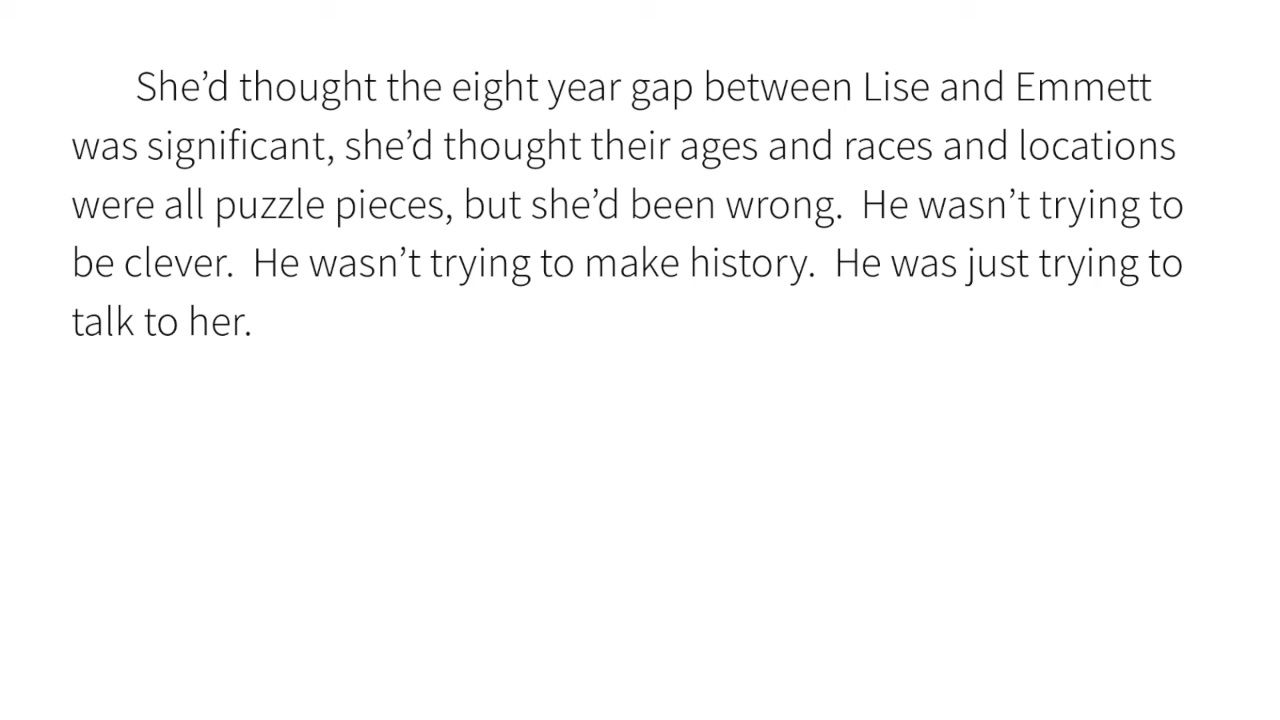 She’d thought the eight year gap between Lise and Emmett
was significant, she’d thought their ages and races and locations
were all puzzle pieces, but she’d been wrong.  He wasn’t trying to
be clever.  He wasn’t trying to make history.  He was just trying to
talk to her.